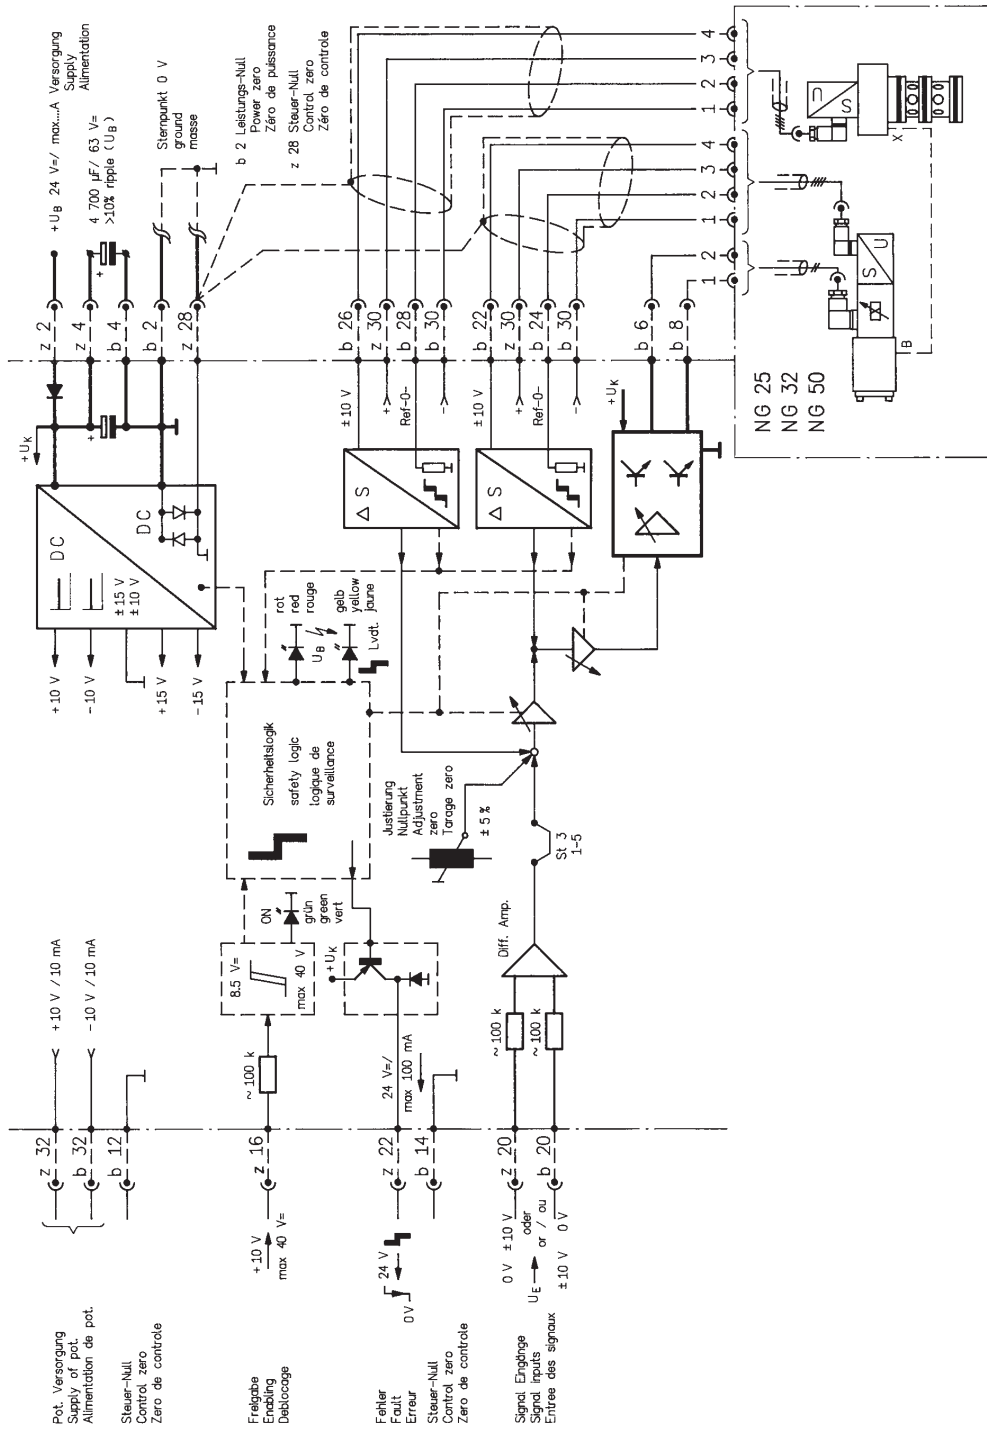 Pot. Versorgung
Supply of pot.
Alimentation de pot.
Steuer-Null
Control zero
Zero de controle
Freigabe
Enabling
Deblocage
Fehler
Fault
Erreur
Steuer-Null
Control zero
Zero de controle
Signal Eingänge
Signal inputs
Entree des signaux
+10 V
max 40 V=
24 V
0V
0 V ±10 V
oder
UE
or / ou
±10 V 0 V
z 32
b 32
b 12
z 16
z 22
b 14
z 20
b 20
+10 V / 10 mA
-10 V / 10 mA
~ 100 k
24 V=/
max 100 mA
~ 100 k
~ 100 k
8.5 V=
max 40 V
ON
grün
green
vert
+UK
Diff. Amp.
St 3
1-5
Sicherheitslogik
safety logic
logique de
surveillance
Justierung
Nullpunkt
Adjustment
zero
Tarage zero
± 5 %
rot
red
rouge
UB
gelb
yellow
jaune
Lvdt.
+10 V
-10 V
+15 V
-15 V
DC
DC
± 15 V
± 10 V
+UK
+
S
S
±10 V
+
Ref-0-
-
±10 V
+
Ref-0-
-
+UK
z 2
z 4
b 4
b 2
z 28
b 26
z 30
b 28
b 30
b 22
z 30
b 24
b 30
b 6
b 8
+UB 24 V=/ max....A Versorgung
Supply
Alimentation
+
4 700 µF/ 63 V=
>10% ripple (UB)
Sternpunkt 0 V
ground
masse
b 2 Leistungs-Null
Power zero
Zéro de puissance
z 28 Steuer-Null
Control zero
Zéro de controle
4
3
2
1
4
3
2
1
2
1
NG 25
NG 32
NG 50
U
S
X
S
U
B